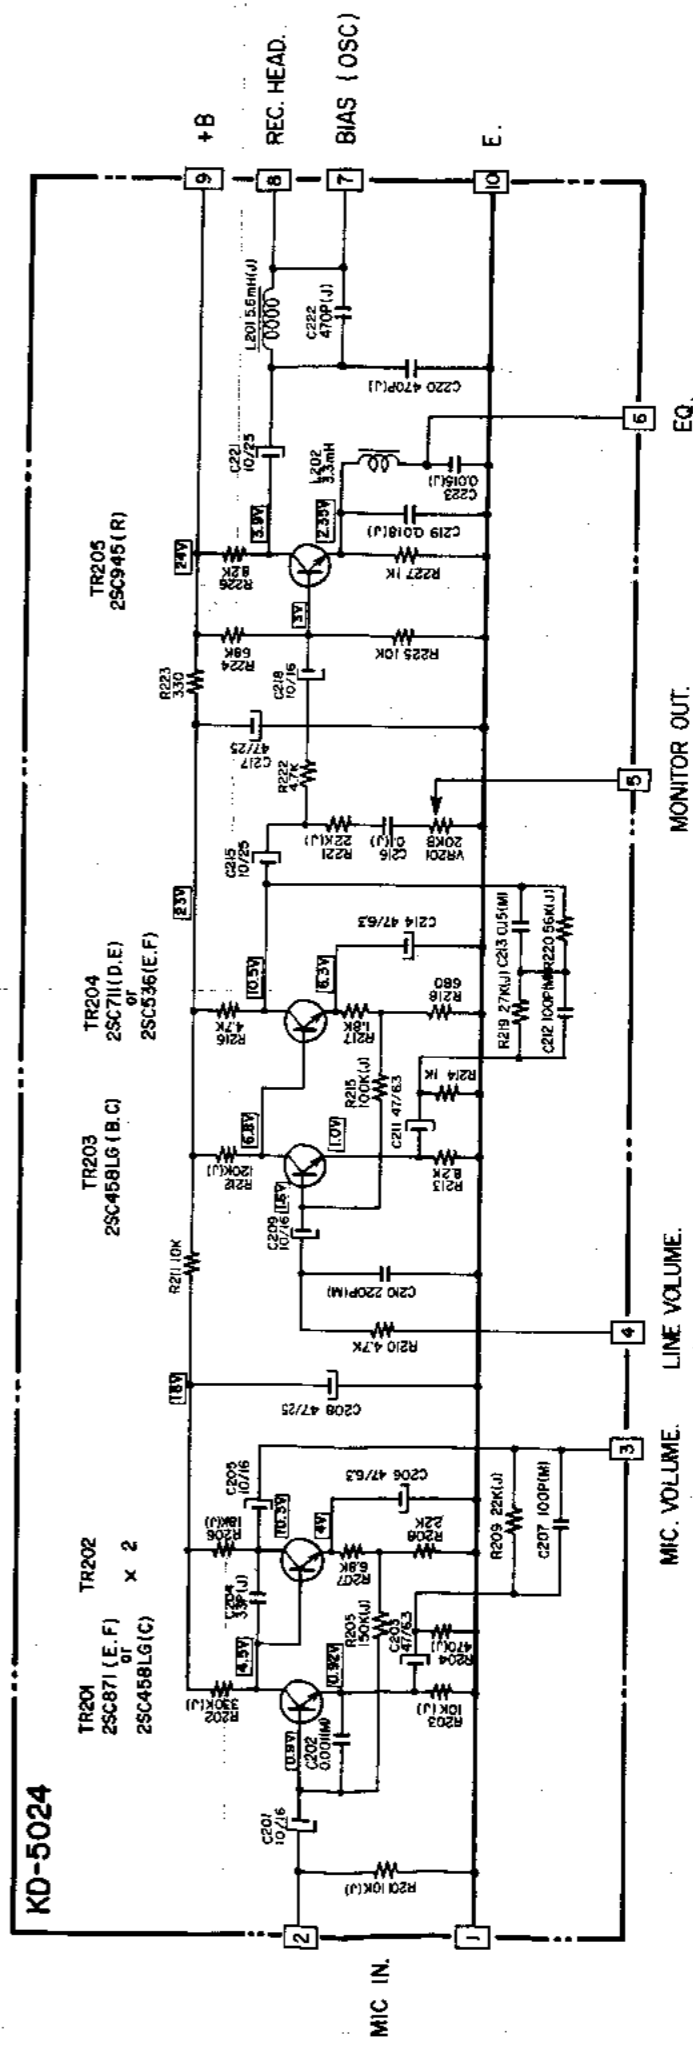 KD-5024
TR201
2SC871 (E.F)
or
2SC458LG(C)
TR202
x 2
TR203
2SC458LG (B.C)
TR204
2SC711(D.E)
or
2SC536(E.F)
TR205
2SC945(R)
MIC IN.
2
1
C201
10/16
R201 10K(J)
0.9V
C202
0.001(M)
R202
330K(J)
4.5V
0.92V
R203
10K(J)
C204
33P(J)
R205
150K(J)
C203
47/6.3
R204
470(J)
R206
18K(J)
C205
10/16
10.3V
4V
R207
6.8K
R208
22K
C206 47/6.3
R209 22K(J)
C207 100P(M)
3
MIC. VOLUME.
18V
C208 47/25
R210 4.7K
4
LINE VOLUME.
R211 10K
C210 220P(M)
C209
10/16
R212
120K(J)
6.8V
1.0V
R213
8.2K
C211 47/6.3
R214 1K
R215
100K(J)
R216
4.7K
10.5V
6.3V
R217
1.8K
R218
680
C214 47/6.3
R219 27K(J)
C213 0.15(M)
C212 100P(M)
R220 56K(J)
23V
C215
10/25
R221
22K(J)
C216
0.1(J)
VR201
20KB
5
MONITOR OUT.
R222
4.7K
C217
47/25
R223
330
C218
10/16
R224
68K
R225 10K
3V
24V
R226
8.2K
3.9V
2.35V
R227 1K
C219 0.018(J)
L202
3.3mH
C223
0.015(J)
6
EQ.
C221
10/25
L201 5.6mH(J)
C222
470P(J)
C220 470P(J)
9
+B
8
REC. HEAD.
7
BIAS (OSC)
10
E.